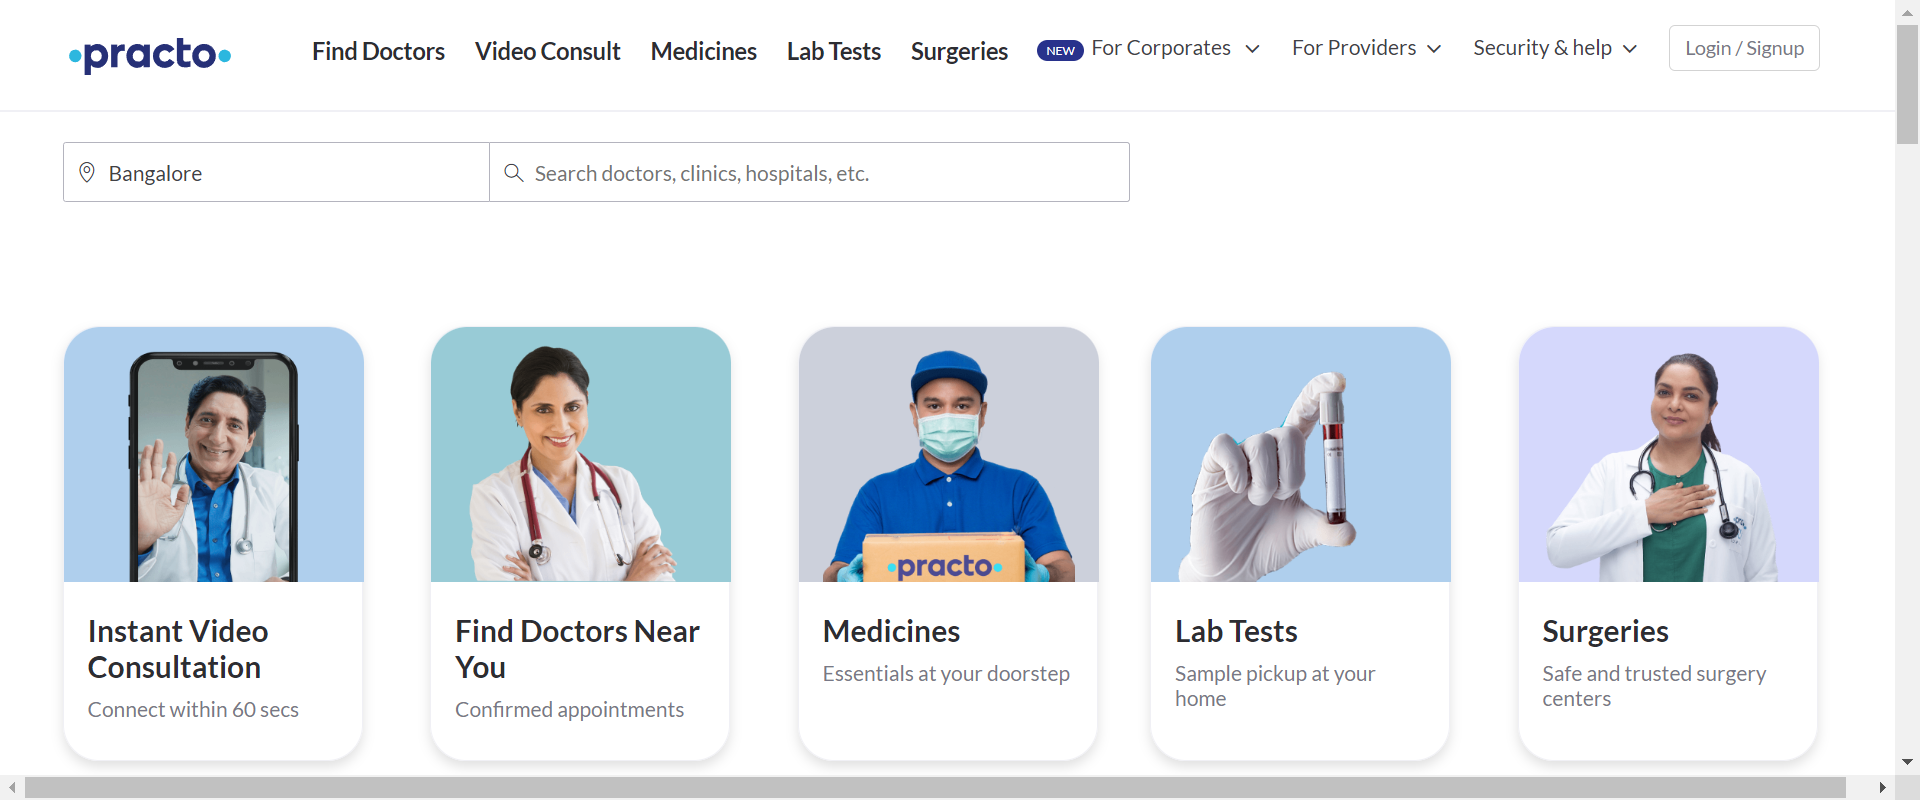 practo
Find Doctors Video Consult Medicines Lab Tests Surgeries NEW For Corporates For Providers Security & help Login / Signup
Bangalore Search doctors, clinics, hospitals, etc.
practo
Instant Video
Consultation
Connect within 60 secs
Find Doctors Near
You
Confirmed appointments
Medicines
Essentials at your doorstep
Lab Tests
Sample pickup at your
home
Surgeries
Safe and trusted surgery
centers